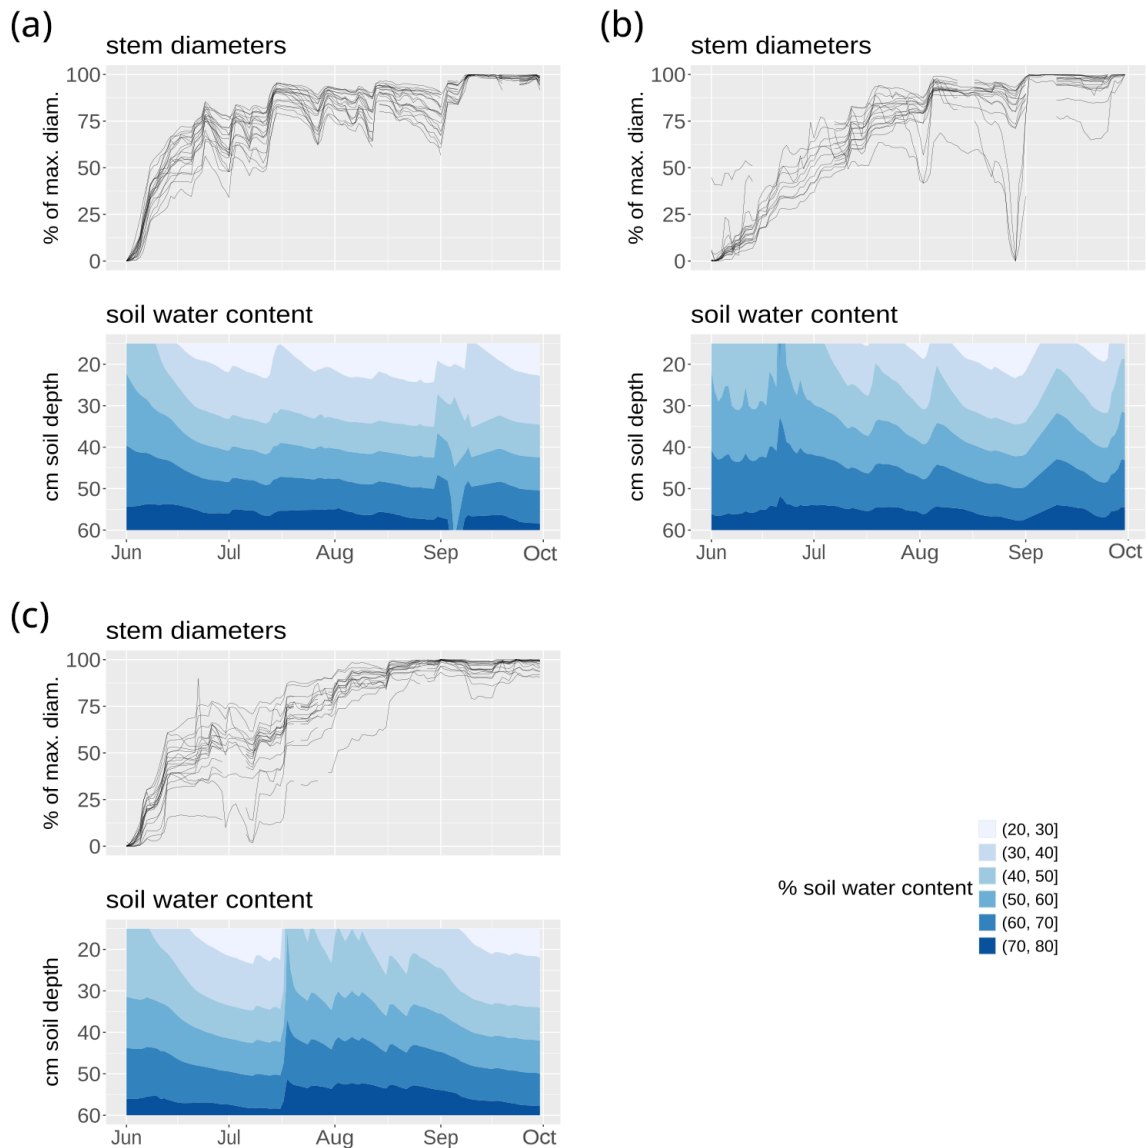 (a)
stem diameters
% of max. diam.
100
75
50
25
0
soil water content
cm soil depth
20
30
40
50
60
Jun
Jul
Aug
Sep
Oct
(b)
stem diameters
% of max. diam.
100
75
50
25
0
soil water content
cm soil depth
20
30
40
50
60
Jun
Jul
Aug
Sep
Oct
(c)
stem diameters
% of max. diam.
100
75
50
25
0
soil water content
cm soil depth
20
30
40
50
60
Jun
Jul
Aug
Sep
Oct
% soil water content
(20, 30]
(30, 40]
(40, 50]
(50, 60]
(60, 70]
(70, 80]